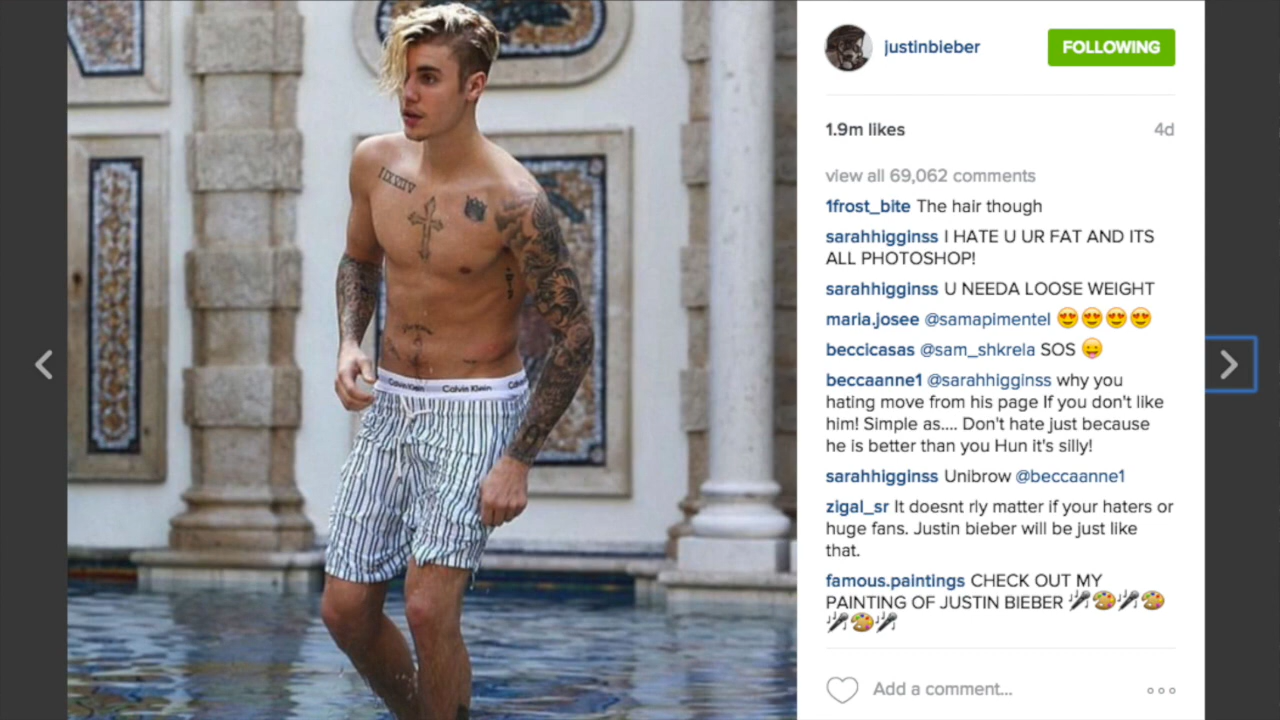 IXXIV
Calvin Klein
Calvin Klein
justinbieber
FOLLOWING
1.9m likes
4d
view all 69,062 comments
1frost_bite The hair though
sarahhigginss I HATE U UR FAT AND ITS
ALL PHOTOSHOP!
sarahhigginss U NEEDA LOOSE WEIGHT
maria.josee @samapimentel 😍😍😍😍
beccicasas @sam_shkrela SOS 😛
beccaanne1 @sarahhigginss why you
hating move from his page If you don't like
him! Simple as.... Don't hate just because
he is better than you Hun it's silly!
sarahhigginss Unibrow @beccaanne1
zigal_sr It doesnt rly matter if your haters or
huge fans. Justin bieber will be just like
that.
famous.paintings CHECK OUT MY
PAINTING OF JUSTIN BIEBER 🎤🎨🎤🎨
🎤🎨🎤
Add a comment...